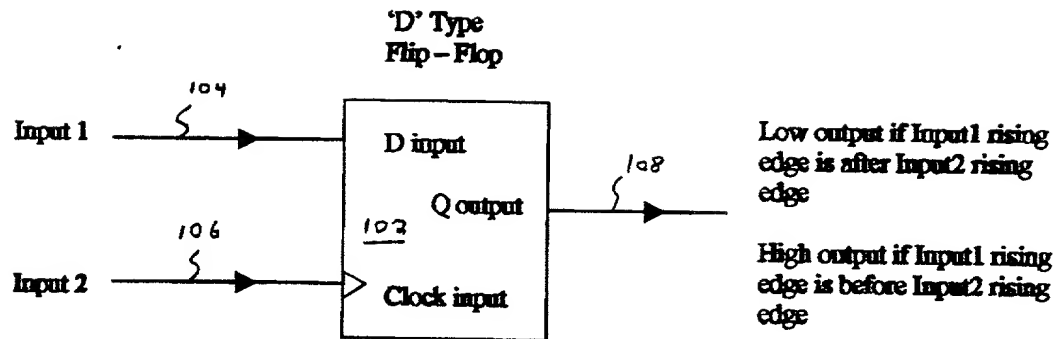 ‘D’ Type
Flip – Flop
104
Input 1
D input
Low output if Input1 rising
edge is after Input2 rising
edge
108
Q output
102
106
Input 2
Clock input
High output if Input1 rising
edge is before Input2 rising
edge